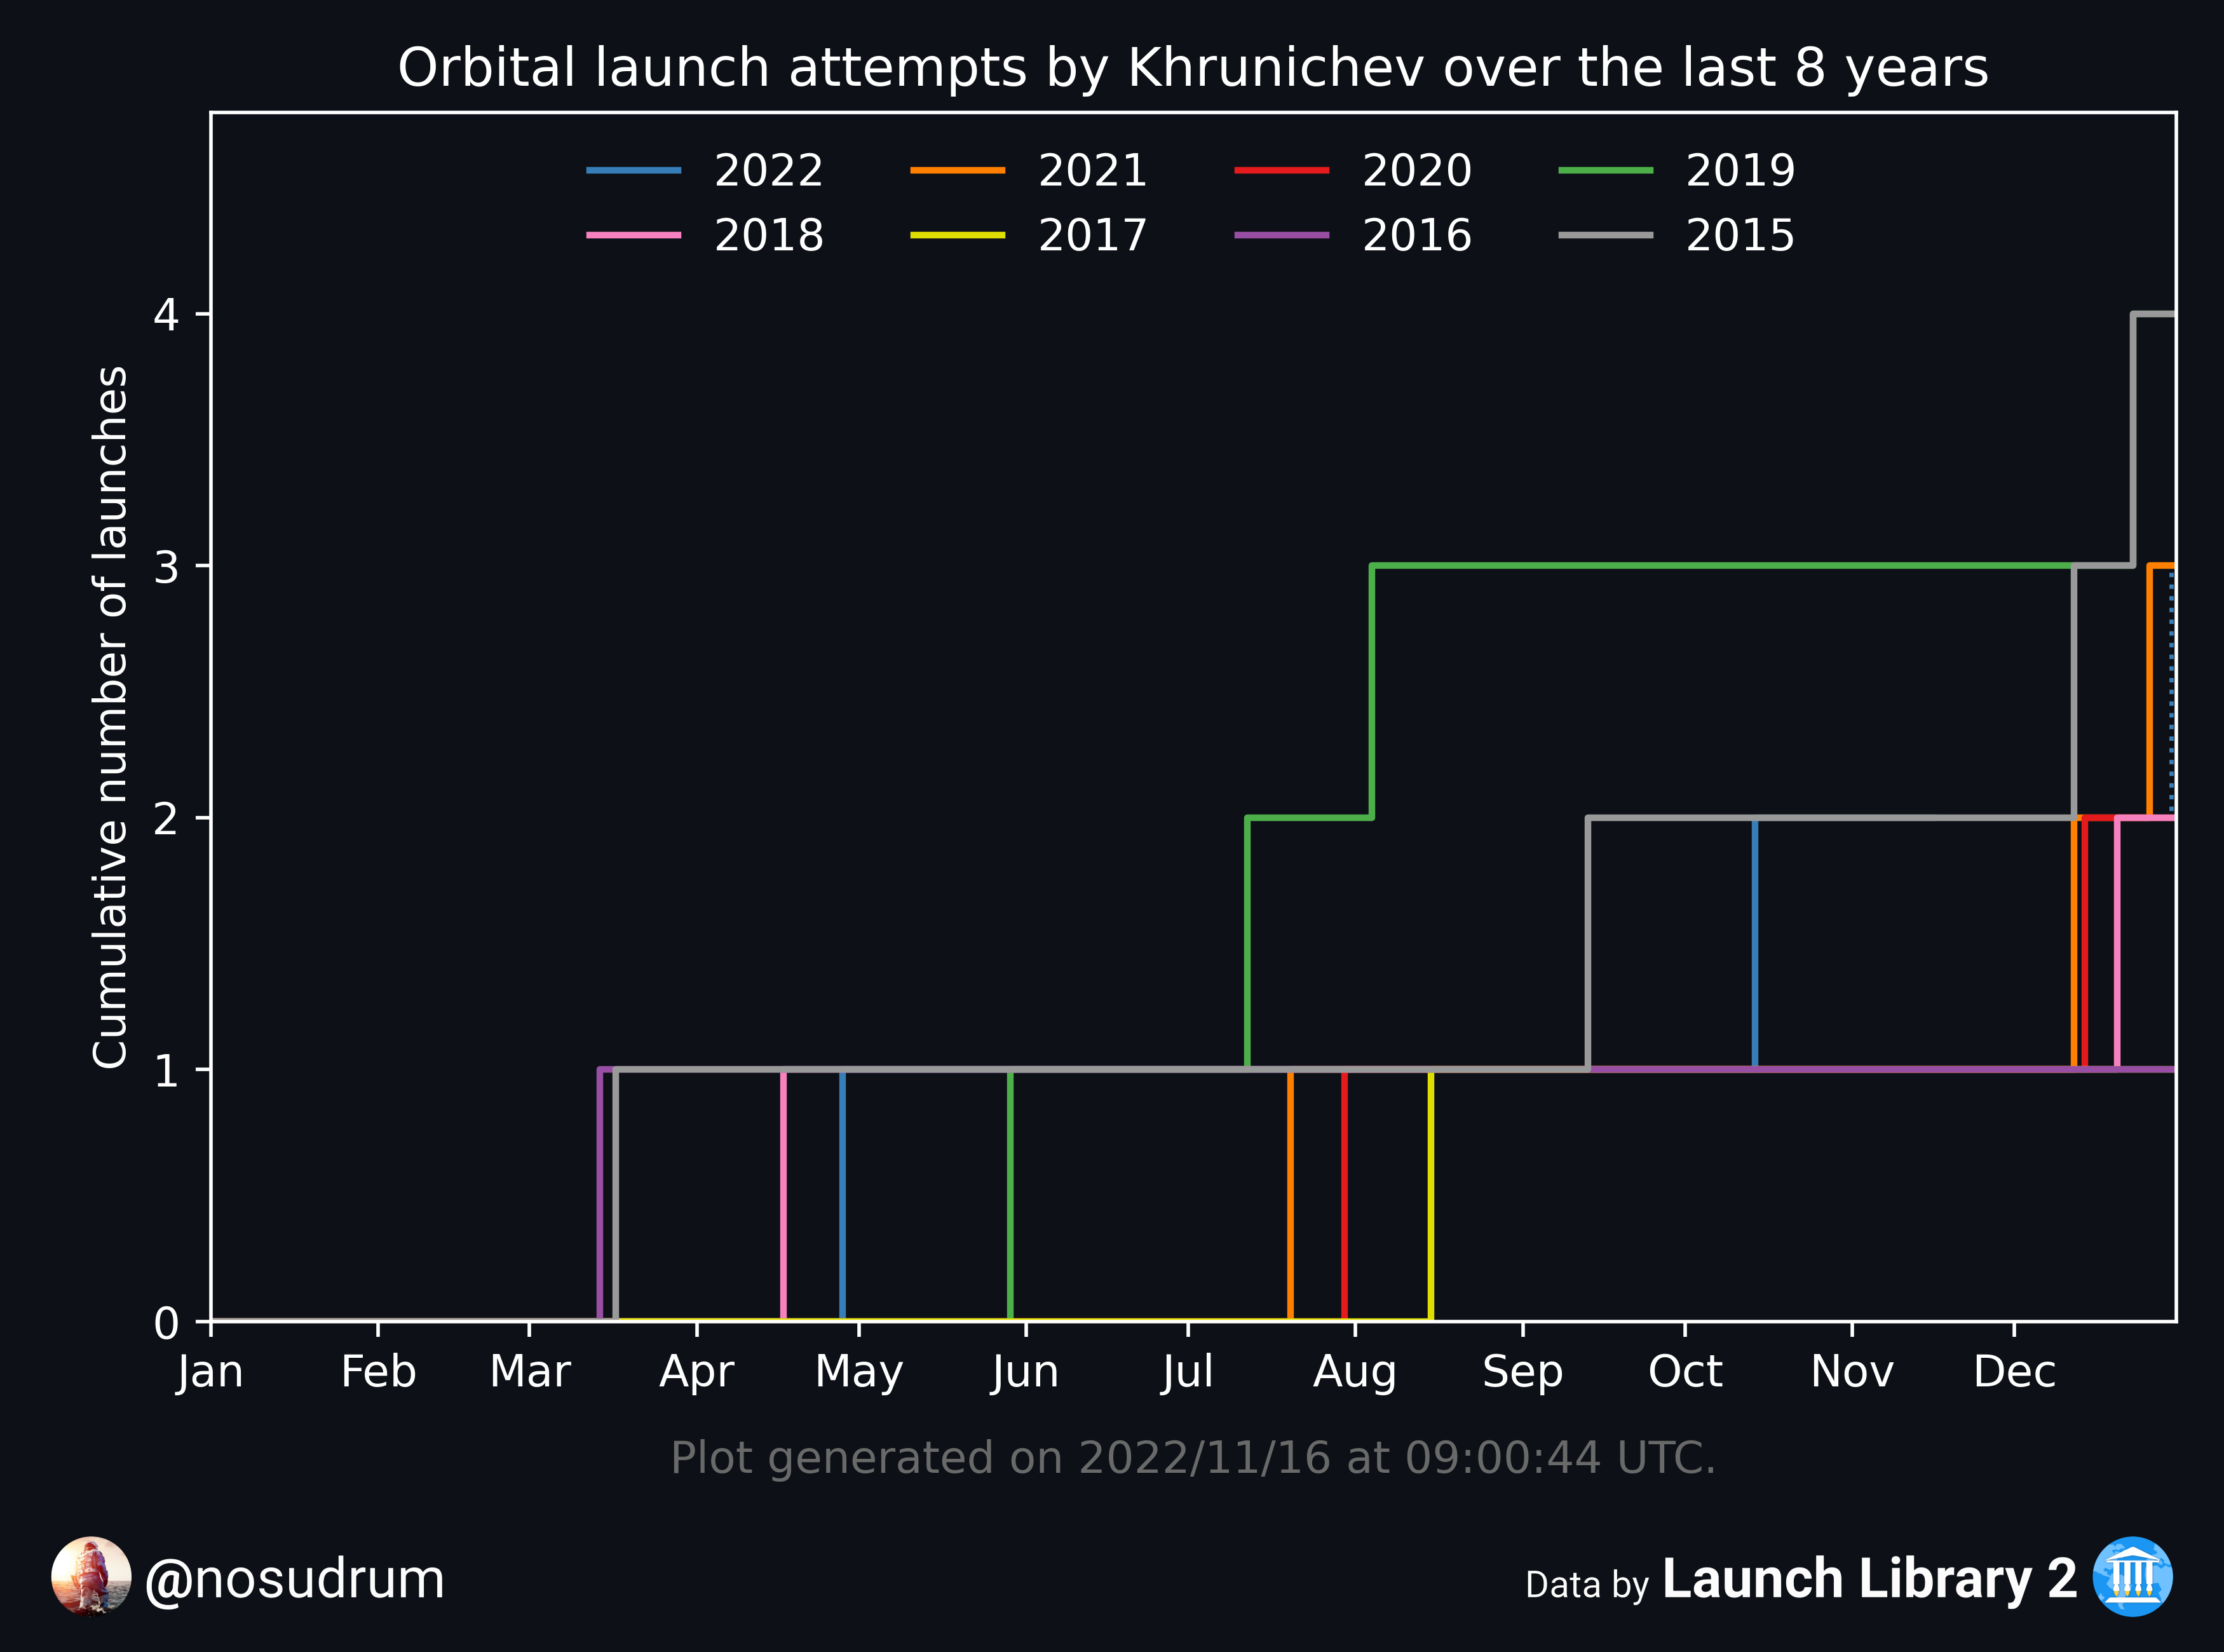 Orbital launch attempts by Khrunichev over the last 8 years
2022 2021 2020 2019
2018 2017 2016 2015
Cumulative number of launches
4
3
2
1
0
Jan Feb Mar Apr May Jun Jul Aug Sep Oct Nov Dec
Plot generated on 2022/11/16 at 09:00:44 UTC.
@nosudrum
Data by Launch Library 2